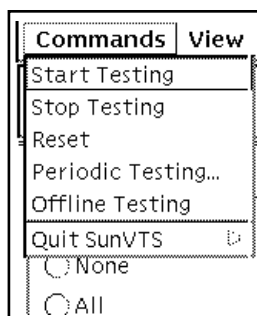 Commands View
Start Testing
Stop Testing
Reset
Periodic Testing...
Offline Testing
Quit SunVTS
None
All